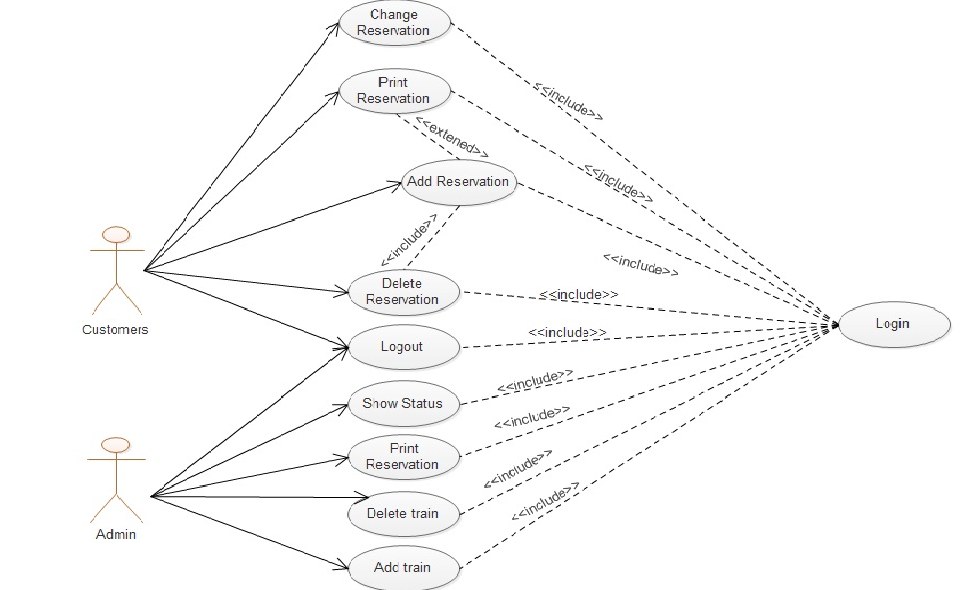 Change
Reservation
<<include>>
Print
Reservation
<<extened>>
<<include>>
Add Reservation
<<include>>
<<include>>
Delete
Reservation
<<include>>
Customers
Logout
<<include>>
Login
Show Status
<<include>>
Print
Reservation
<<include>>
Admin
Delete train
<<include>>
Add train
<<include>>